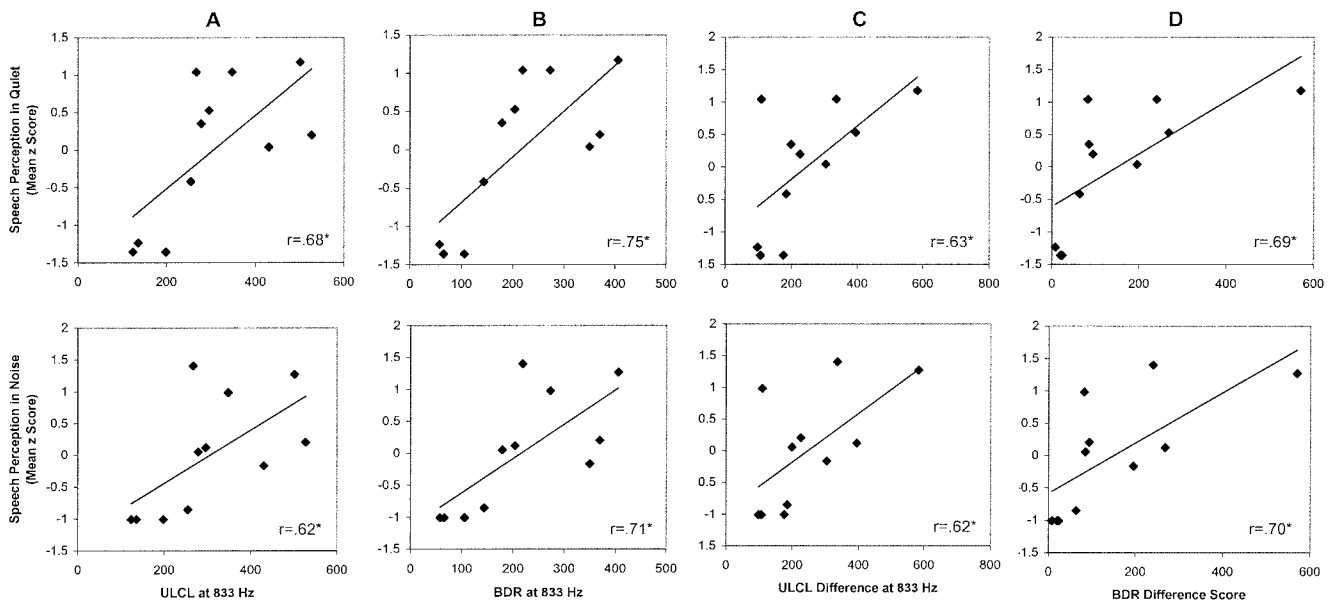 A B C D
Speech Perception in Quiet
(Mean z Score)
1.5
1
0.5
0
-0.5
-1
-1.5
r=.68*
0 200 400 600
1.5
1
0.5
0
-0.5
-1
-1.5
r=.75*
0 100 200 300 400 500
2
1.5
1
0.5
0
-0.5
-1
-1.5
r=.63*
0 200 400 600 800
2
1.5
1
0.5
0
-0.5
-1
-1.5
r=.69*
0 200 400 600
Speech Perception in Noise
(Mean z Score)
2
1.5
1
0.5
0
-0.5
-1
-1.5
r=.62*
0 200 400 600
ULCL at 833 Hz
2
1.5
1
0.5
0
-0.5
-1
-1.5
r=.71*
0 100 200 300 400 500
BDR at 833 Hz
2
1.5
1
0.5
0
-0.5
-1
-1.5
r=.62*
0 200 400 600 800
ULCL Difference at 833 Hz
2
1.5
1
0.5
0
-0.5
-1
-1.5
r=.70*
0 200 400 600
BDR Difference Score